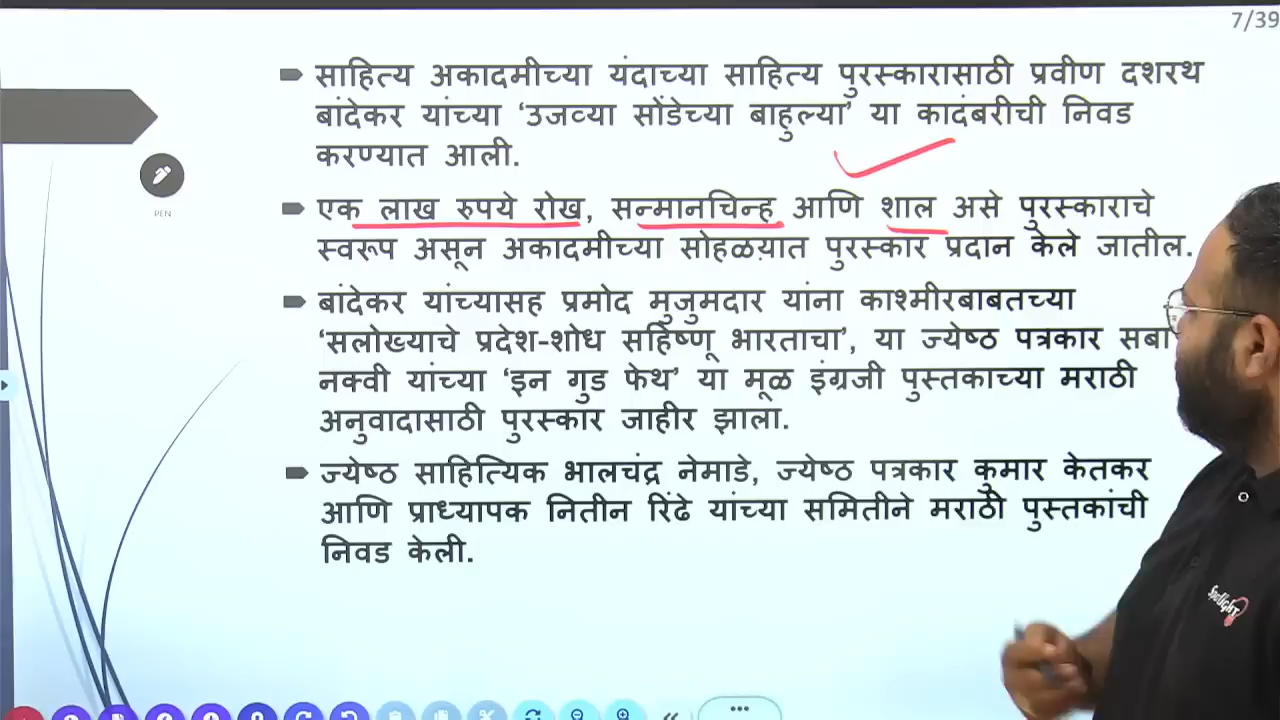 7/39
साहित्य अकादमीच्या यंदाच्या साहित्य पुरस्कारासाठी प्रवीण दशरथ
बांदेकर यांच्या ‘उजव्या सोंडेच्या बाहुल्या’ या कादंबरीची निवड
करण्यात आली.
PEN
एक लाख रुपये रोख, सन्मानचिन्ह आणि शाल असे पुरस्काराचे
स्वरूप असून अकादमीच्या सोहळय़ात पुरस्कार प्रदान केले जातील.
बांदेकर यांच्यासह प्रमोद मुजुमदार यांना काश्मीरबाबतच्या
‘सलोख्याचे प्रदेश-शोध सहिष्णू भारताचा’, या ज्येष्ठ पत्रकार सबा
नक्वी यांच्या ‘इन गुड फेथ’ या मूळ इंग्रजी पुस्तकाच्या मराठी
अनुवादासाठी पुरस्कार जाहीर झाला.
ज्येष्ठ साहित्यिक भालचंद्र नेमाडे, ज्येष्ठ पत्रकार कुमार केतकर
आणि प्राध्यापक नितीन रिंढे यांच्या समितीने मराठी पुस्तकांची
निवड केली.
Spotlight